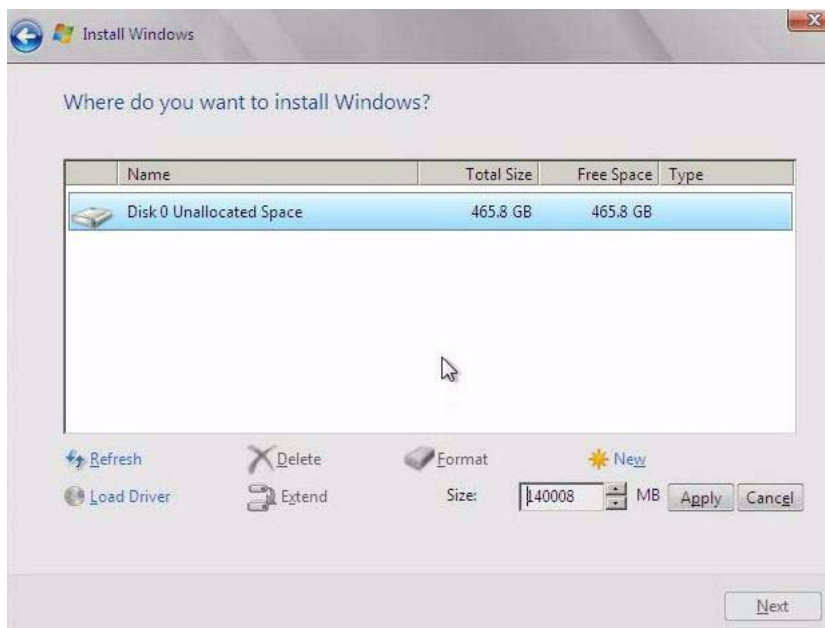 Install Windows
Where do you want to install Windows?
Name Total Size Free Space Type
Disk 0 Unallocated Space 465.8 GB 465.8 GB
Refresh Delete Format New
Load Driver Extend Size: 140008 MB Apply Cancel
Next